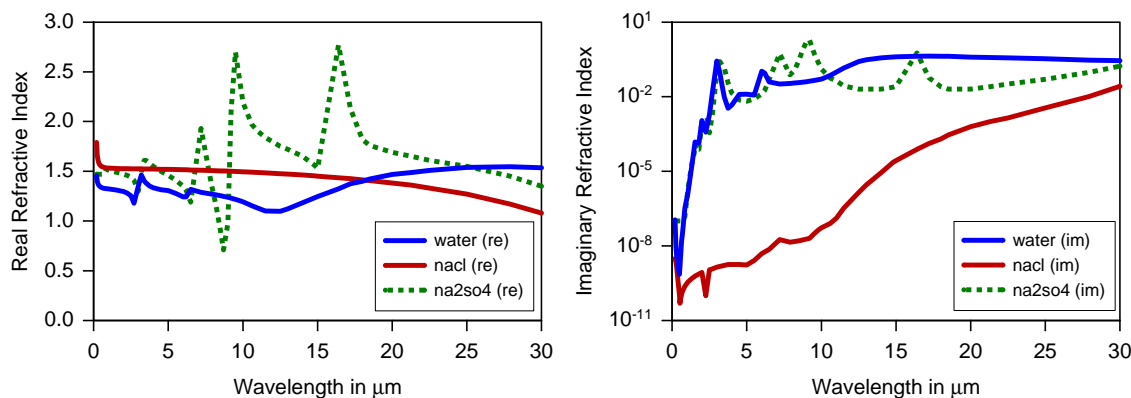 Real Refractive Index
3.0
2.5
2.0
1.5
1.0
0.5
0.0
water (re)
nacl (re)
na2so4 (re)
0 5 10 15 20 25 30
Wavelength in μm
Imaginary Refractive Index
10^1
10^-2
10^-5
10^-8
10^-11
water (im)
nacl (im)
na2so4 (im)
0 5 10 15 20 25 30
Wavelength in μm